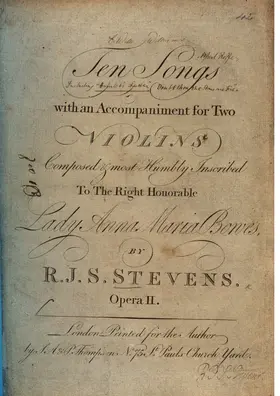 Ten Songs
with an Accompaniment for Two
VIOLINS
Composed & most Humbly Inscribed
To The Right Honorable
Lady Anna Maria Bowes,
BY
R. J. S. STEVENS.
Opera II.
London Printed for the Author
by S. A. & P. Thompson No. 75 St. Pauls Church Yard.